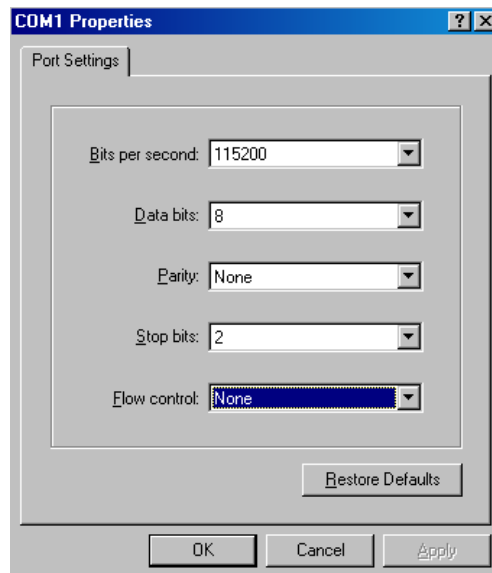 COM1 Properties
Port Settings
Bits per second: 115200
Data bits: 8
Parity: None
Stop bits: 2
Flow control: None
Restore Defaults
OK Cancel Apply